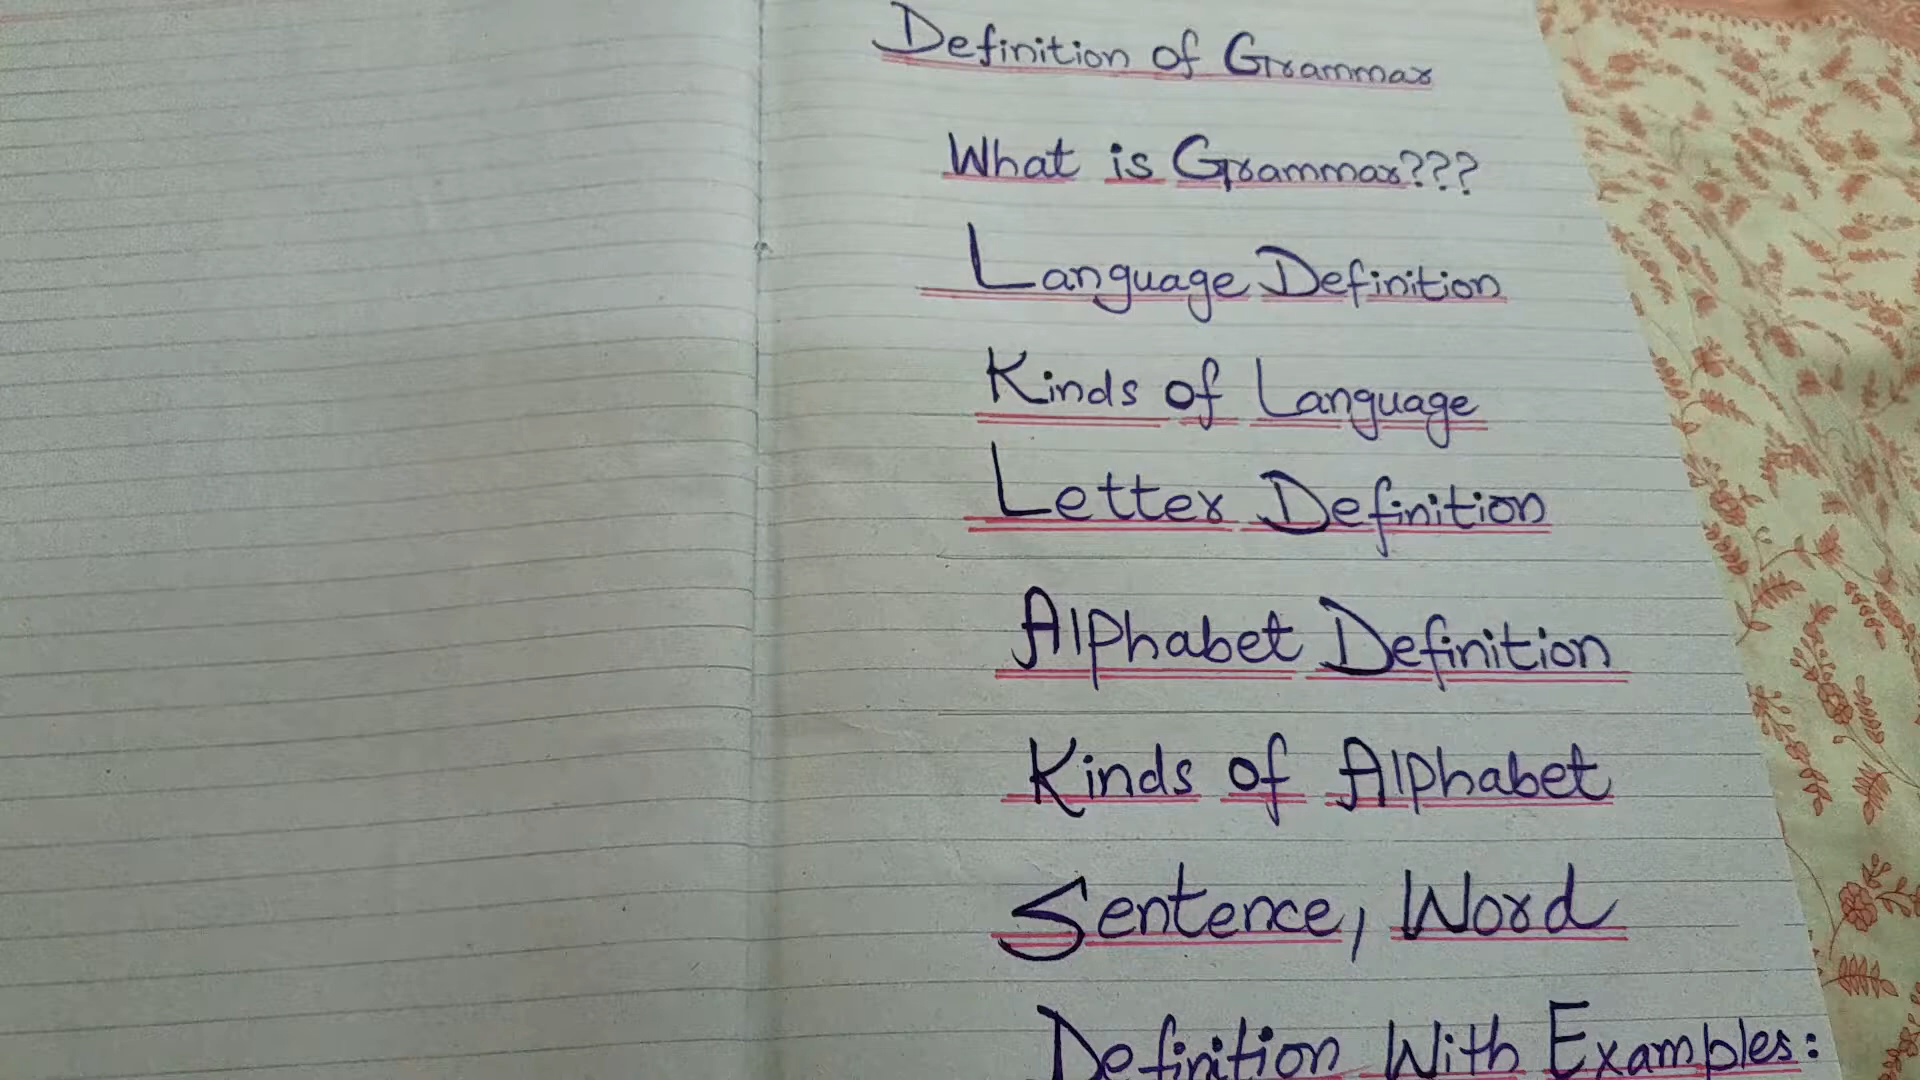 Definition of Grammar
What is Grammar???
Language Definition
Kinds of Language
Letter Definition
Alphabet Definition
Kinds of Alphabet
Sentence, Word
Definition With Examples: